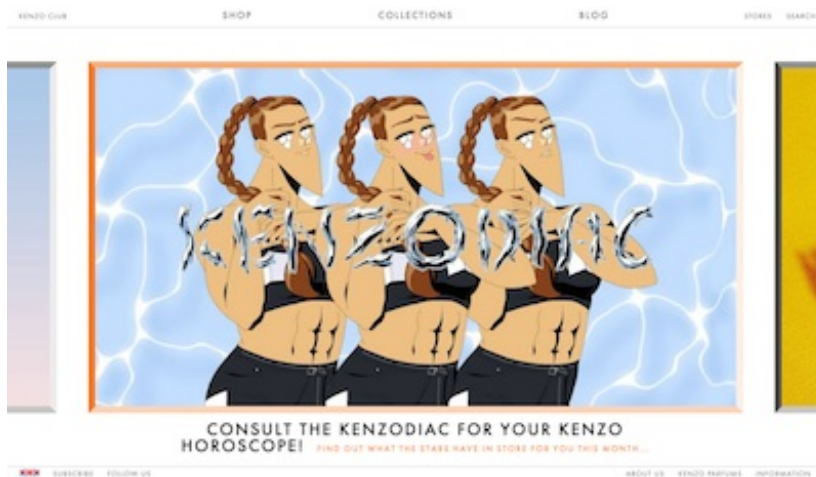 KENZO CLUB SHOP COLLECTIONS BLOG STORES SEARCH
KENZODIAC
CONSULT THE KENZODIAC FOR YOUR KENZO
HOROSCOPE! FIND OUT WHAT THE STARS HAVE IN STORE FOR YOU THIS MONTH...
SUBSCRIBE FOLLOW US ABOUT US KENZO PARFUMS INFORMATION